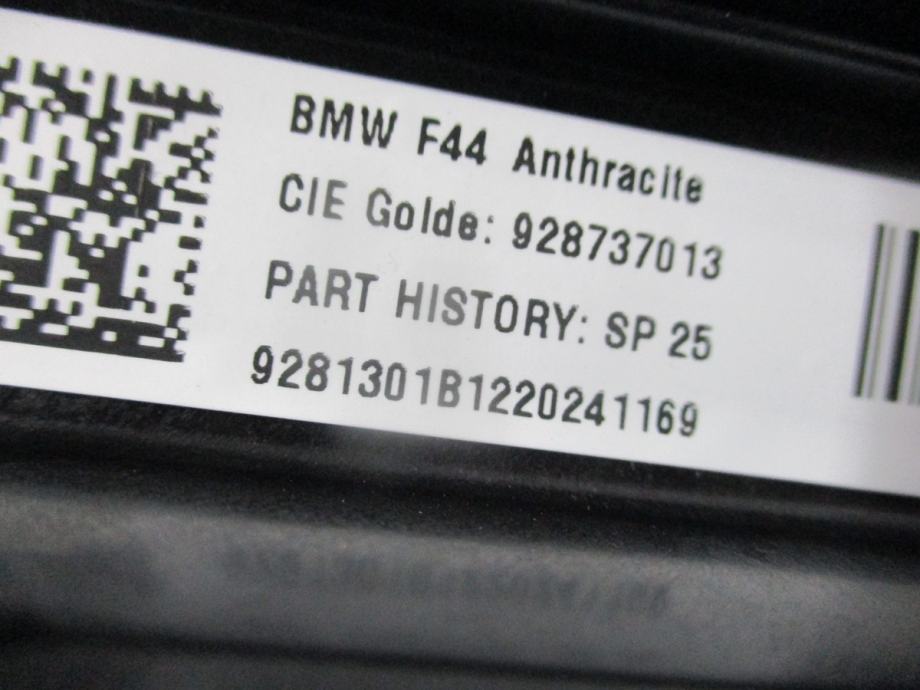 BMW F44 Anthracite
CIE Golde: 928737013
PART HISTORY: SP 25
9281301B1220241169